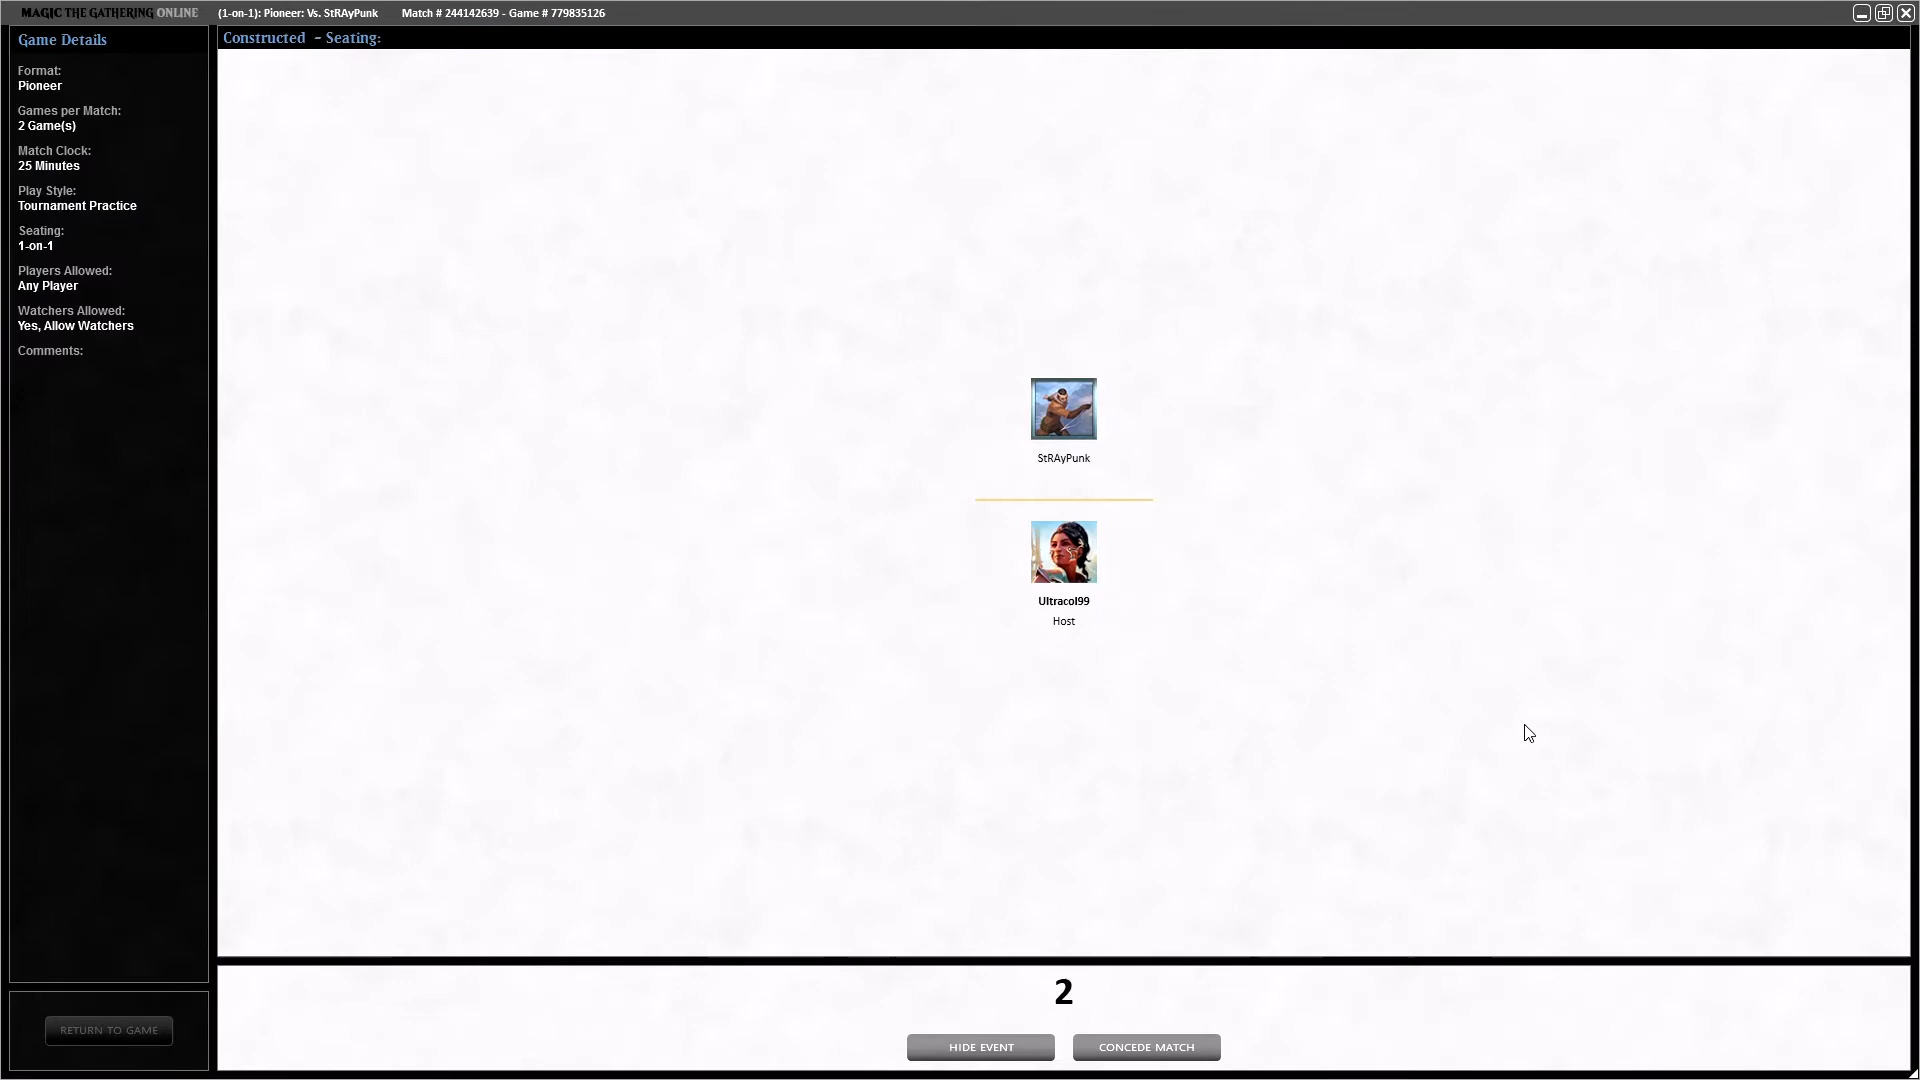 MAGIC THE GATHERING ONLINE (1-on-1): Pioneer: Vs. StRAyPunk Match # 244142639 - Game # 779835126
Game Details
Format:
Pioneer
Games per Match:
2 Game(s)
Match Clock:
25 Minutes
Play Style:
Tournament Practice
Seating:
1-on-1
Players Allowed:
Any Player
Watchers Allowed:
Yes, Allow Watchers
Comments:
RETURN TO GAME
Constructed - Seating:
StRAyPunk
Ultracol99
Host
2
HIDE EVENT CONCEDE MATCH